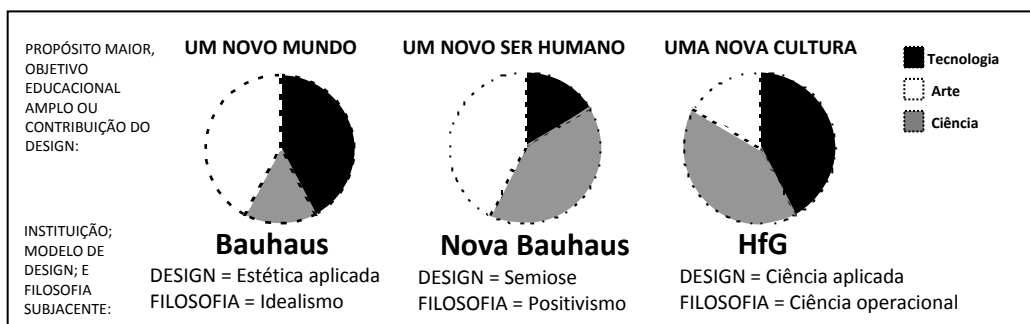 PROPÓSITO MAIOR,
OBJETIVO
EDUCACIONAL
AMPLO OU
CONTRIBUIÇÃO DO
DESIGN:
UM NOVO MUNDO
UM NOVO SER HUMANO
UMA NOVA CULTURA
Tecnologia
Arte
Ciência
INSTITUIÇÃO;
MODELO DE
DESIGN; E
FILOSOFIA
SUBJACENTE:
Bauhaus
DESIGN = Estética aplicada
FILOSOFIA = Idealismo
Nova Bauhaus
DESIGN = Semiose
FILOSOFIA = Positivismo
HfG
DESIGN = Ciência aplicada
FILOSOFIA = Ciência operacional